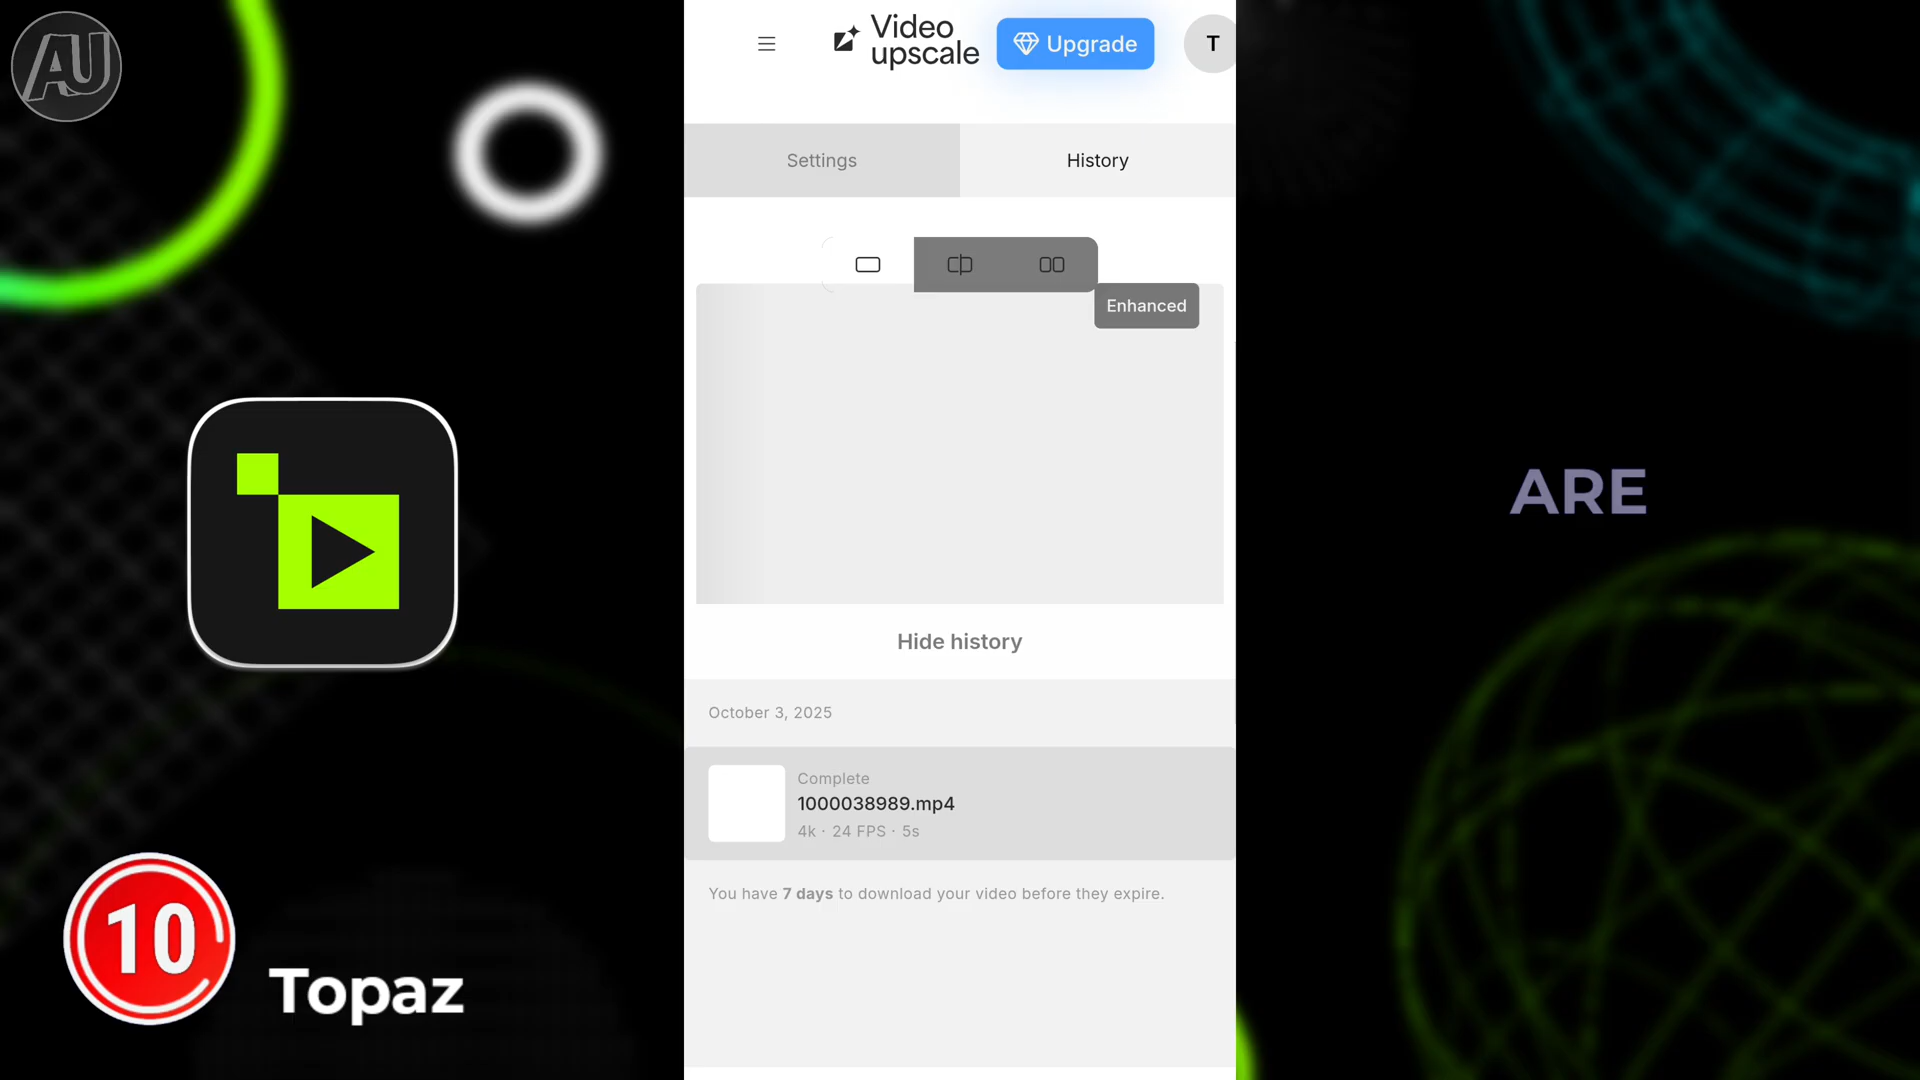 AU
Video
upscale
Upgrade
T
Settings
History
Enhanced
ARE
Hide history
October 3, 2025
Complete
1000038989.mp4
4k · 24 FPS · 5s
You have 7 days to download your video before they expire.
10
Topaz